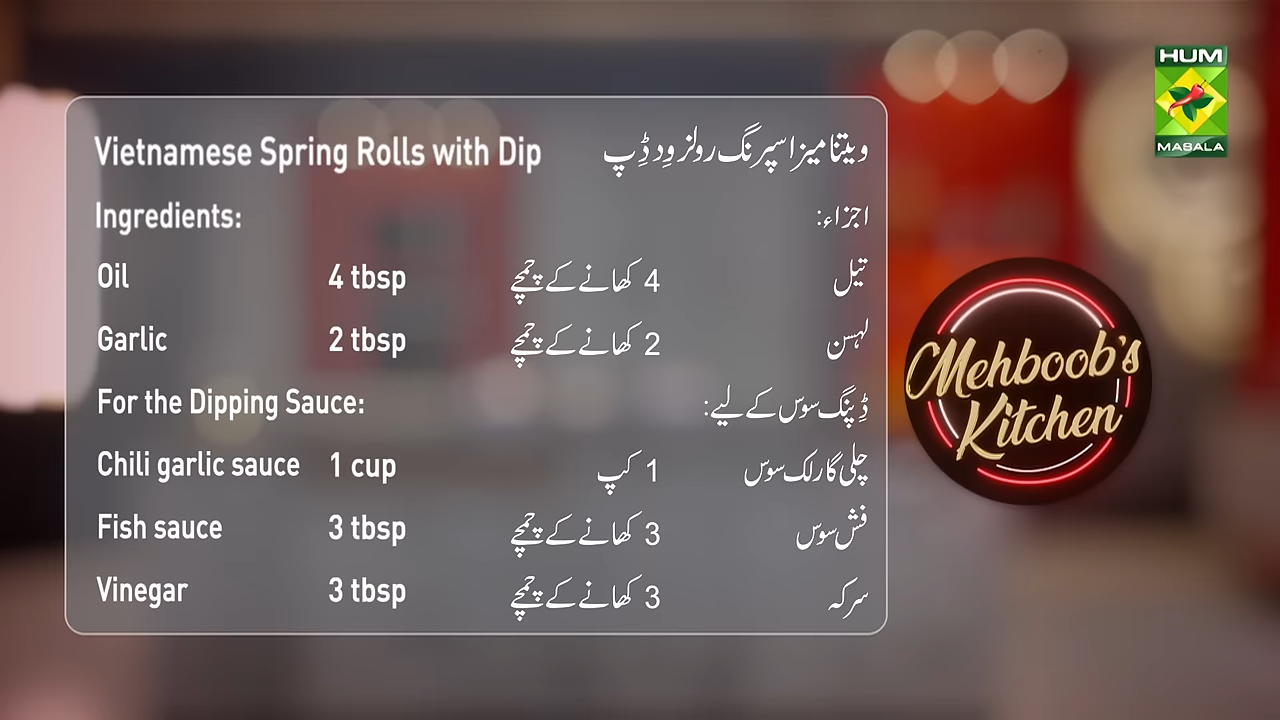 HUM
MASALA
Vietnamese Spring Rolls with Dip ویتنامیز اسپرنگ رولز وِد ڈِپ
Ingredients: اجزاء:
Oil 4 tbsp 4 کھانے کے چمچے تیل
Garlic 2 tbsp 2 کھانے کے چمچے لہسن
For the Dipping Sauce: ڈِپنگ سوس کے لیے:
Chili garlic sauce 1 cup 1 کپ چلی گارلک سوس
Fish sauce 3 tbsp 3 کھانے کے چمچے فش سوس
Vinegar 3 tbsp 3 کھانے کے چمچے سرکہ
Mehboob's
Kitchen